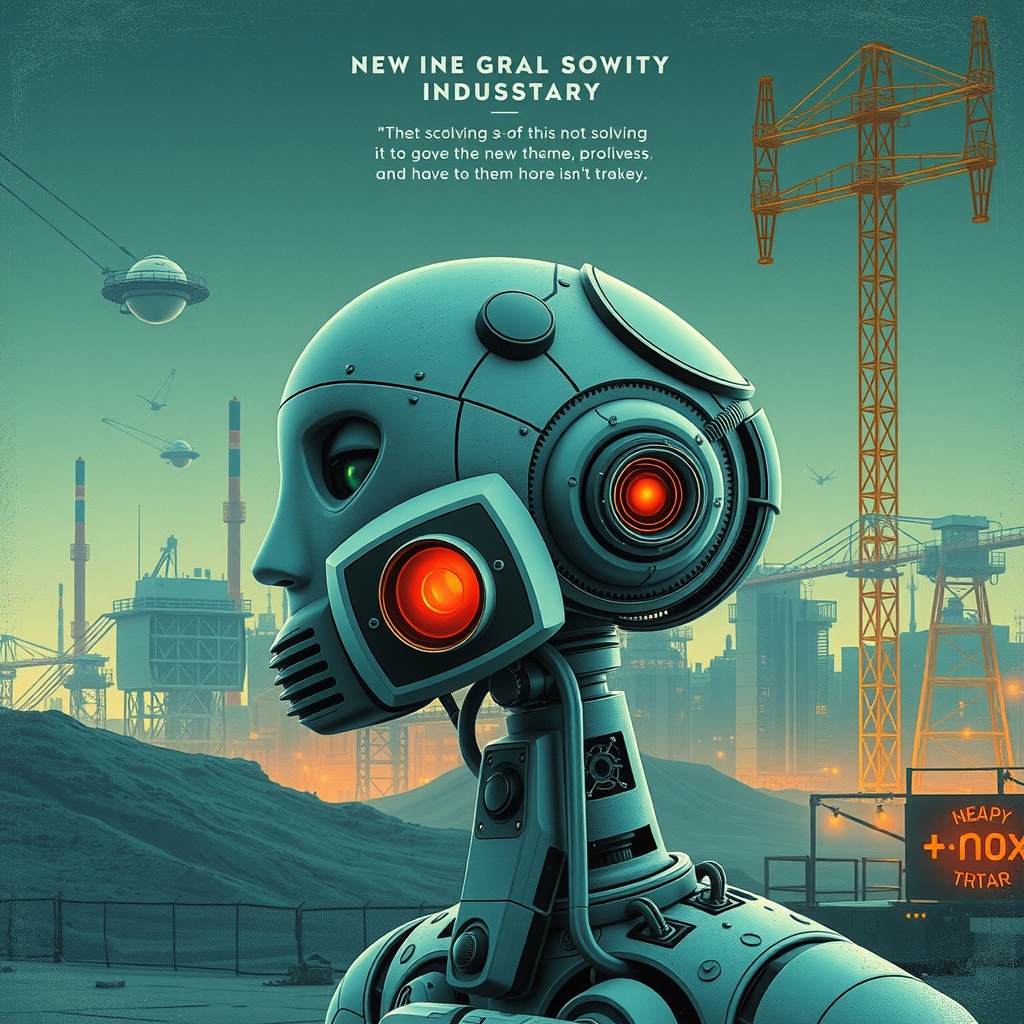 NEW INE GRAL SOWITY
INDUSSTARY
"Thet scolving s-of this not solving
it to gove the new theme, prolivess,
and have to them hore isn't trakey.
NEAPY
+·nox
TRTAR